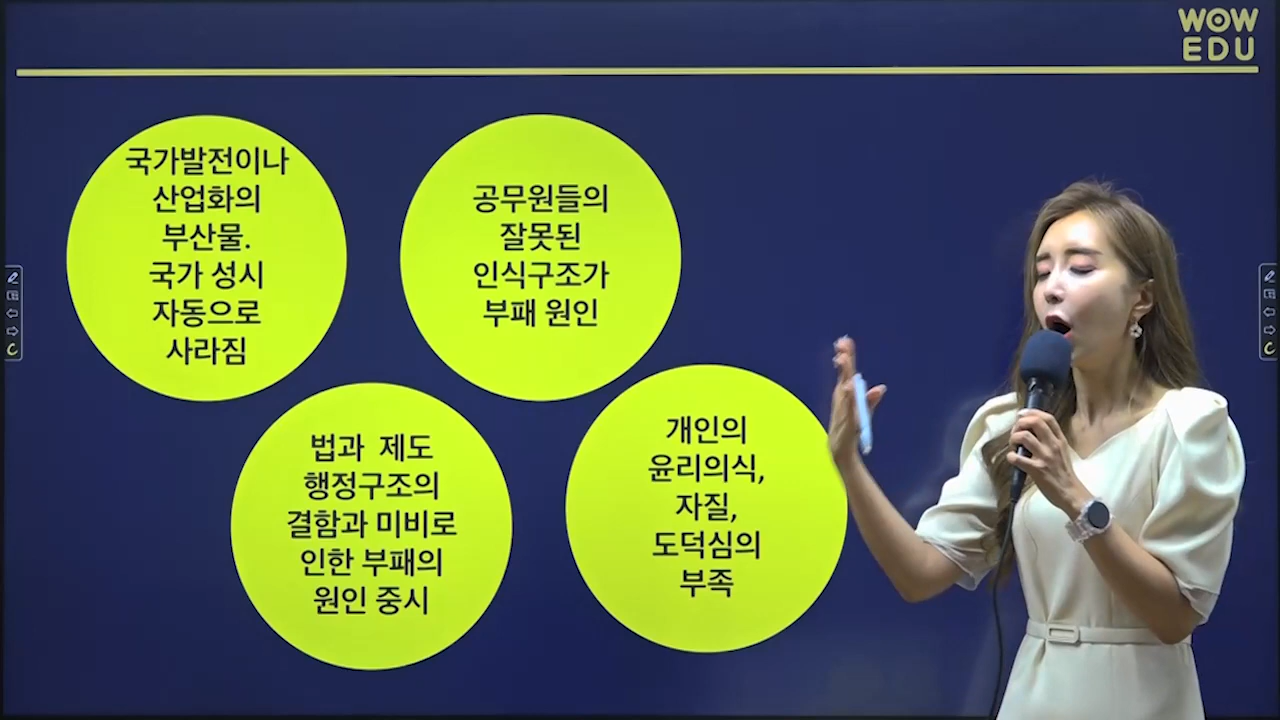 WOW
EDU
국가발전이나
산업화의
부산물.
국가 성시
자동으로
사라짐
공무원들의
잘못된
인식구조가
부패 원인
법과 제도
행정구조의
결함과 미비로
인한 부패의
원인 중시
개인의
윤리의식,
자질,
도덕심의
부족